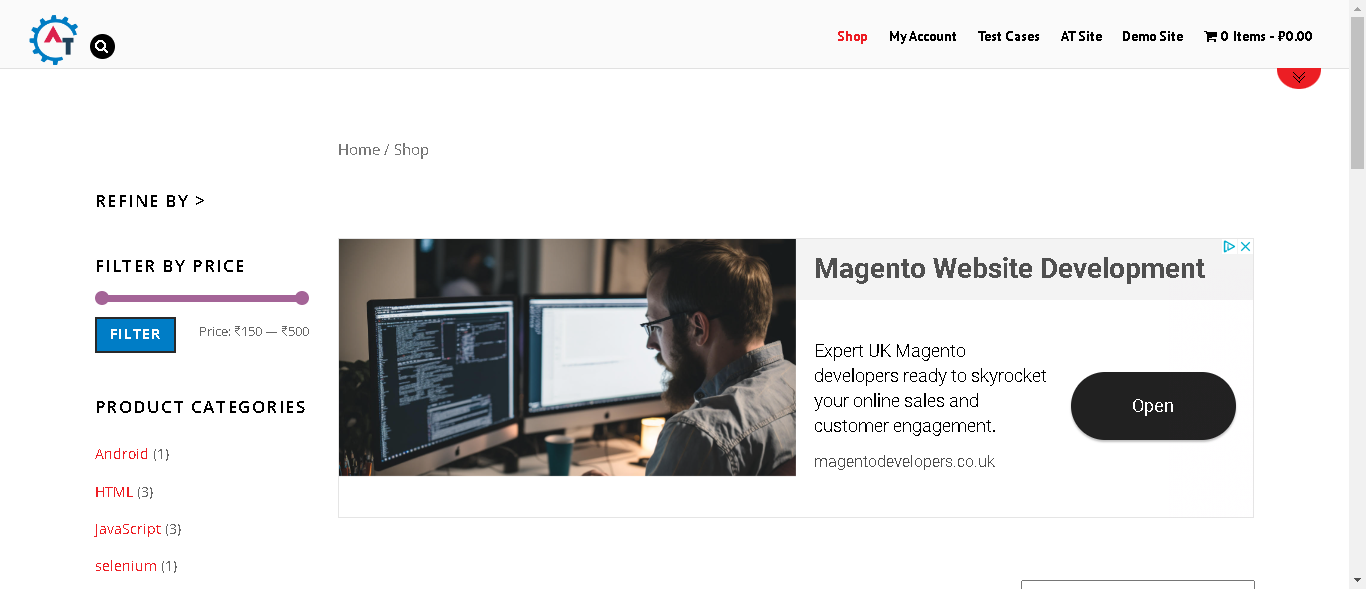 AT
Shop
My Account
Test Cases
AT Site
Demo Site
0 Items - ₹0.00
Home / Shop
REFINE BY >
FILTER BY PRICE
FILTER
Price: ₹150 — ₹500
PRODUCT CATEGORIES
Android (1)
HTML (3)
JavaScript (3)
selenium (1)
Magento Website Development
Expert UK Magento
developers ready to skyrocket
your online sales and
customer engagement.
magentodevelopers.co.uk
Open